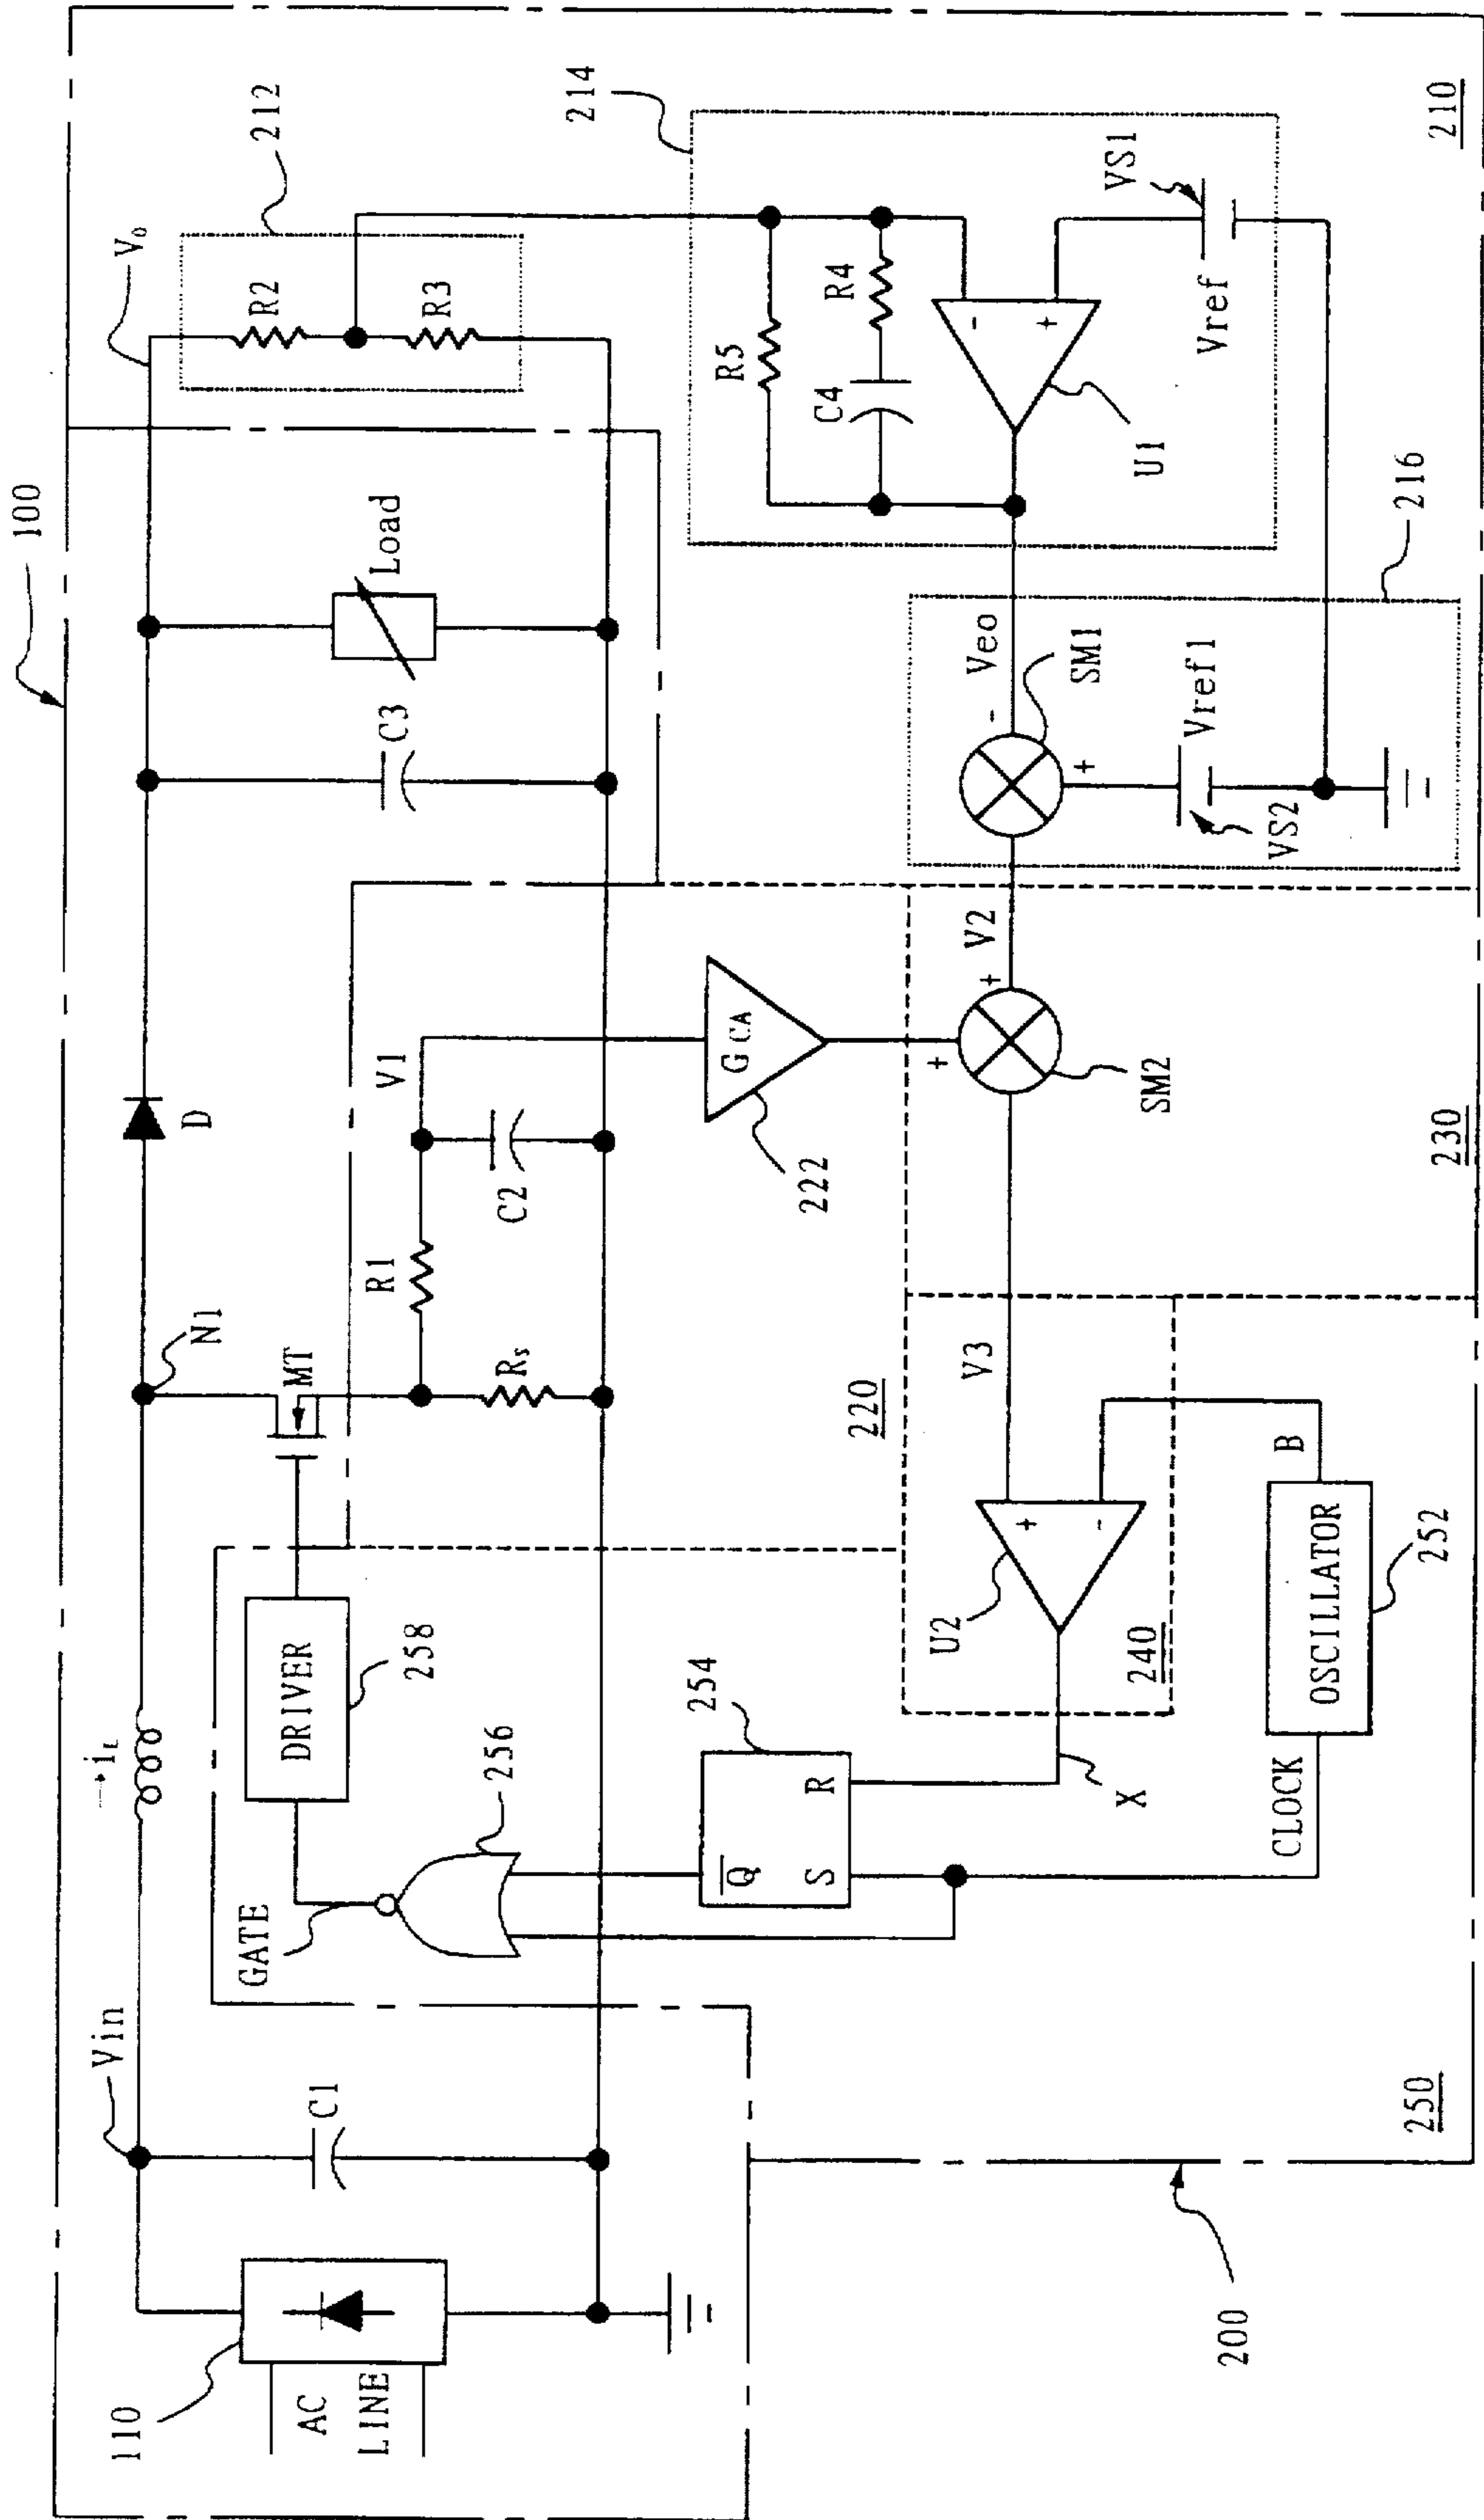 100
V₀
212
R2
R3
214
R5
R4
C4
-
+
U1
VS1
Vref
210
Load
C3
Veo
-
SM1
+
Vref1
VS2
216
D
N1
MT
V1
R1
C2
Rs
G CA
222
V2
+
+
SM2
230
220
V3
+
-
U2
240
B
OSCILLATOR
252
→ iL
DRIVER
258
256
GATE
254
Q̅
R
S
X
CLOCK
Vin
C1
250
200
110
AC
LINE